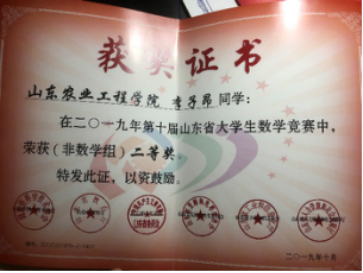 获奖证书
山东农业工程学院 李子昂同学：
在二〇一九年第十届山东省大学生数学竞赛中，
荣获（非数学组）二等奖。
特发此证，以资鼓励。
二〇一九年十月